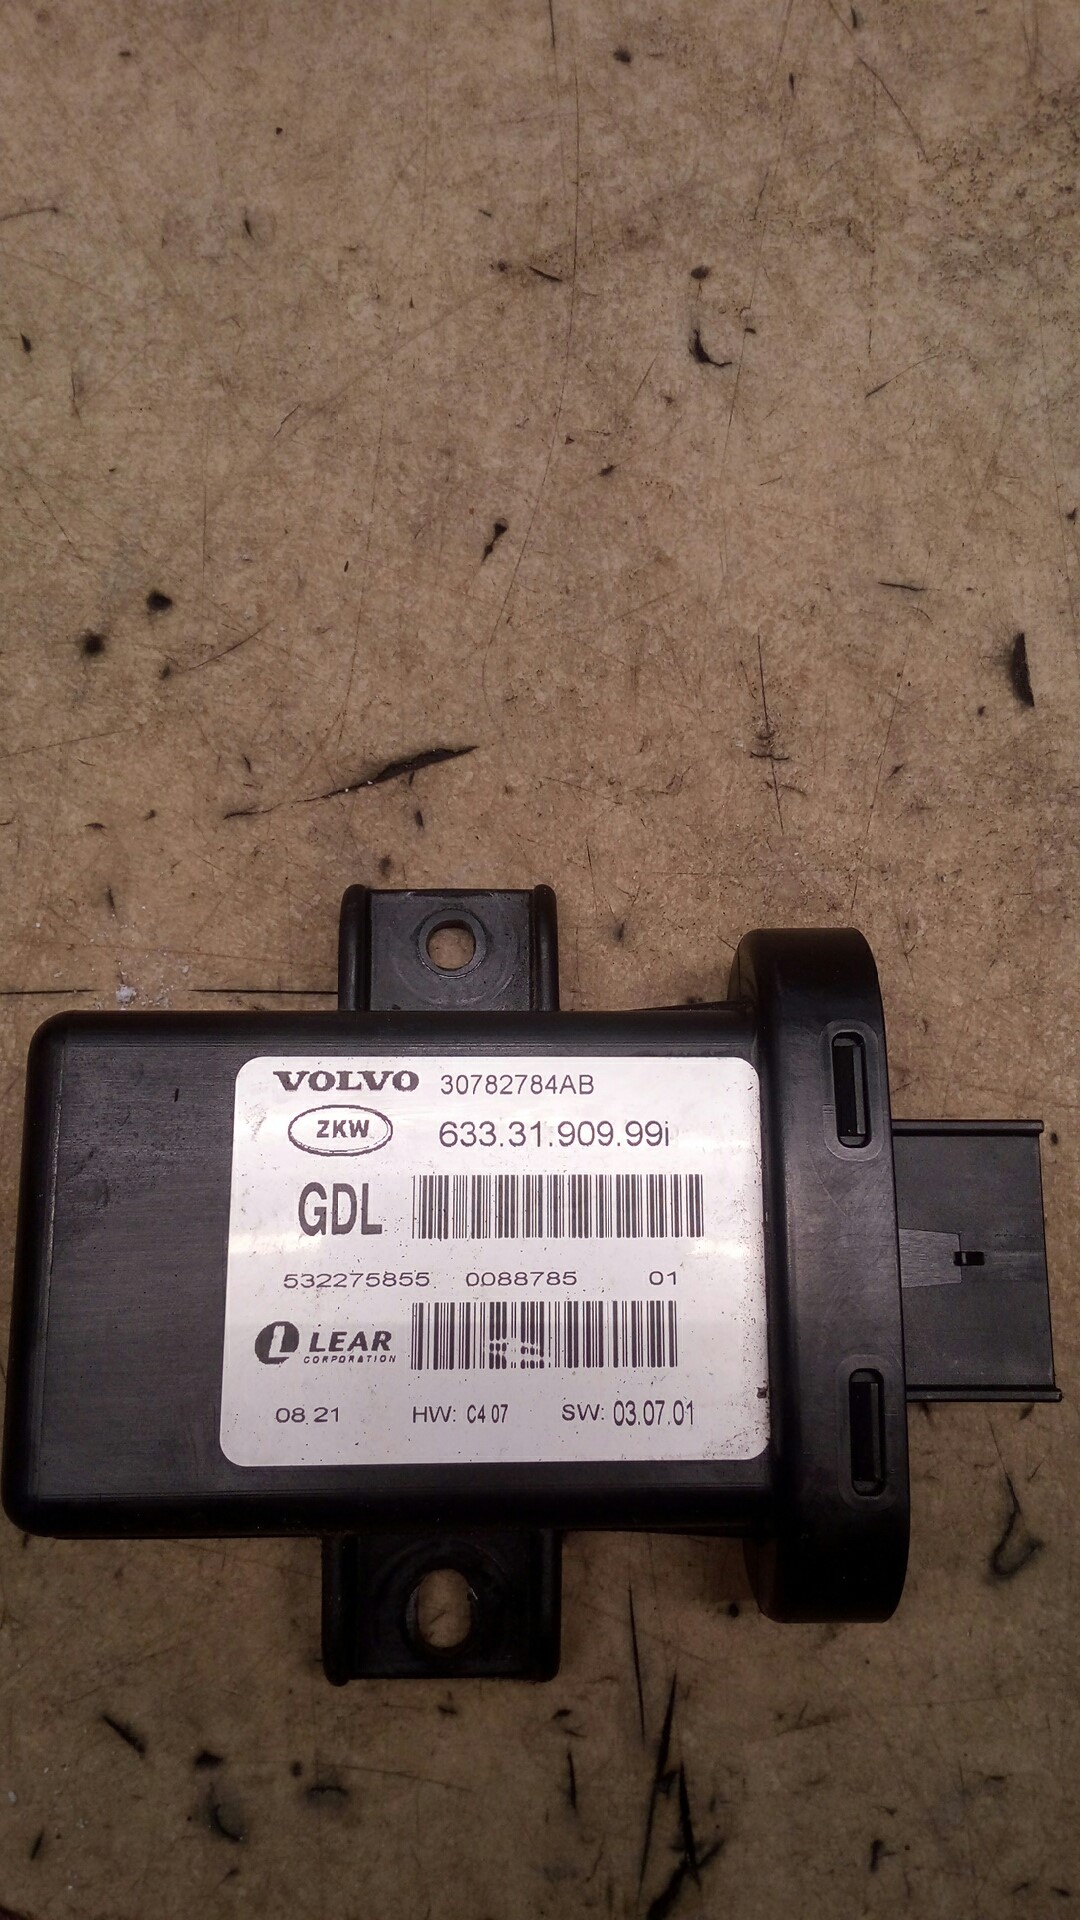 VOLVO 30782784AB
ZKW 633.31.909.99i
GDL
532275855 0088785 01
L LEAR
CORPORATION
08.21 HW: C4 07 SW: 03.07.01